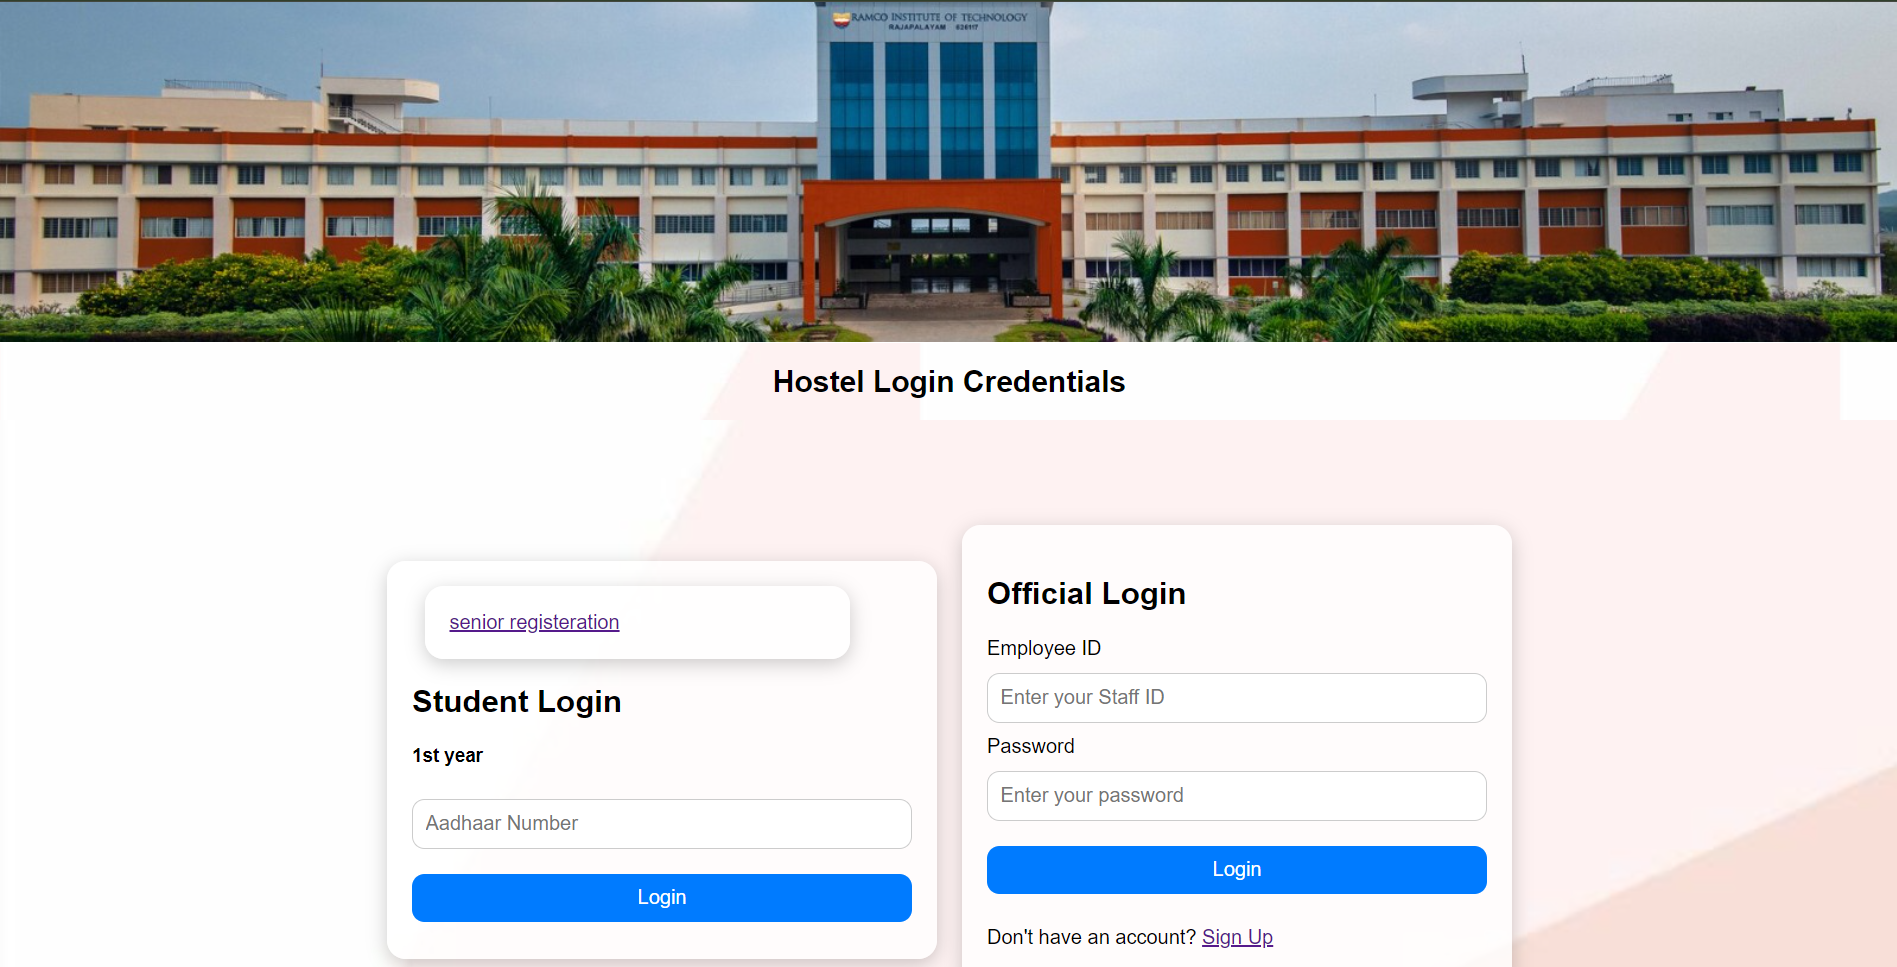 RAMCO INSTITUTE OF TECHNOLOGY
RAJAPALAYAM 626117
Hostel Login Credentials
senior registeration
Student Login
1st year
Aadhaar Number
Login
Official Login
Employee ID
Enter your Staff ID
Password
Enter your password
Login
Don't have an account? Sign Up